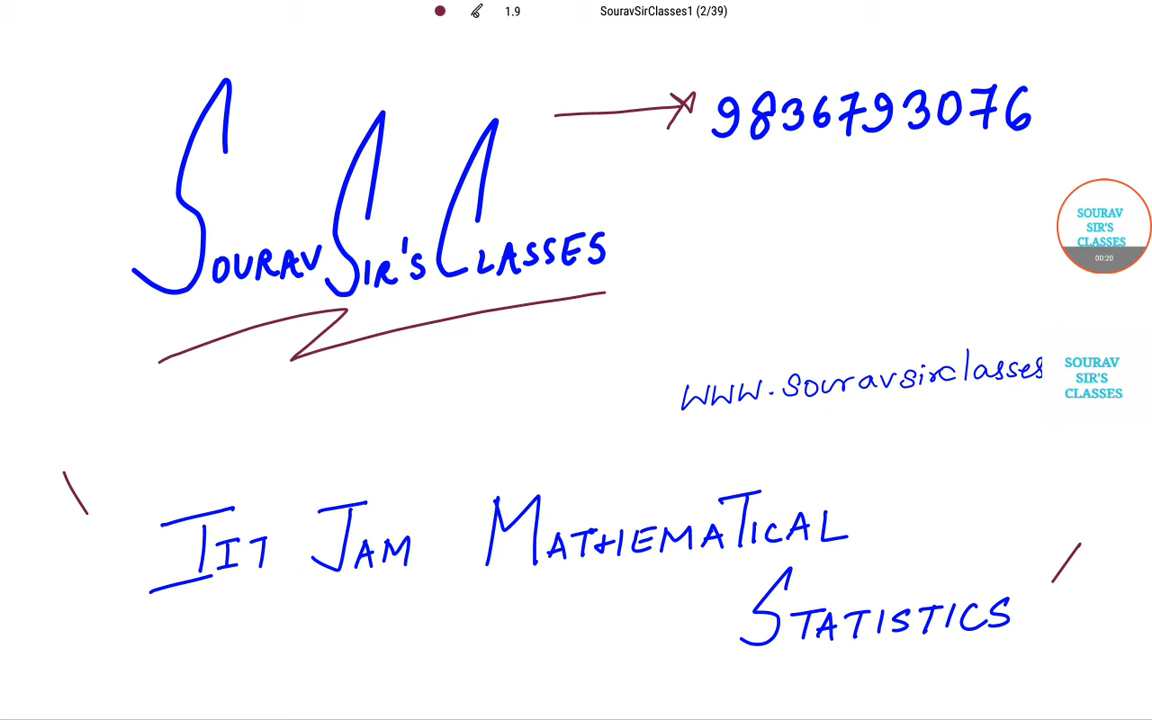 1.9 SouravSirClasses1 (2/39)
9836793076
SOURAV SIR'S CLASSES
SOURAV
SIR'S
CLASSES
00:20
www.souravsirclasses
SOURAV
SIR'S
CLASSES
IIT JAM MATHEMATICAL
STATISTICS